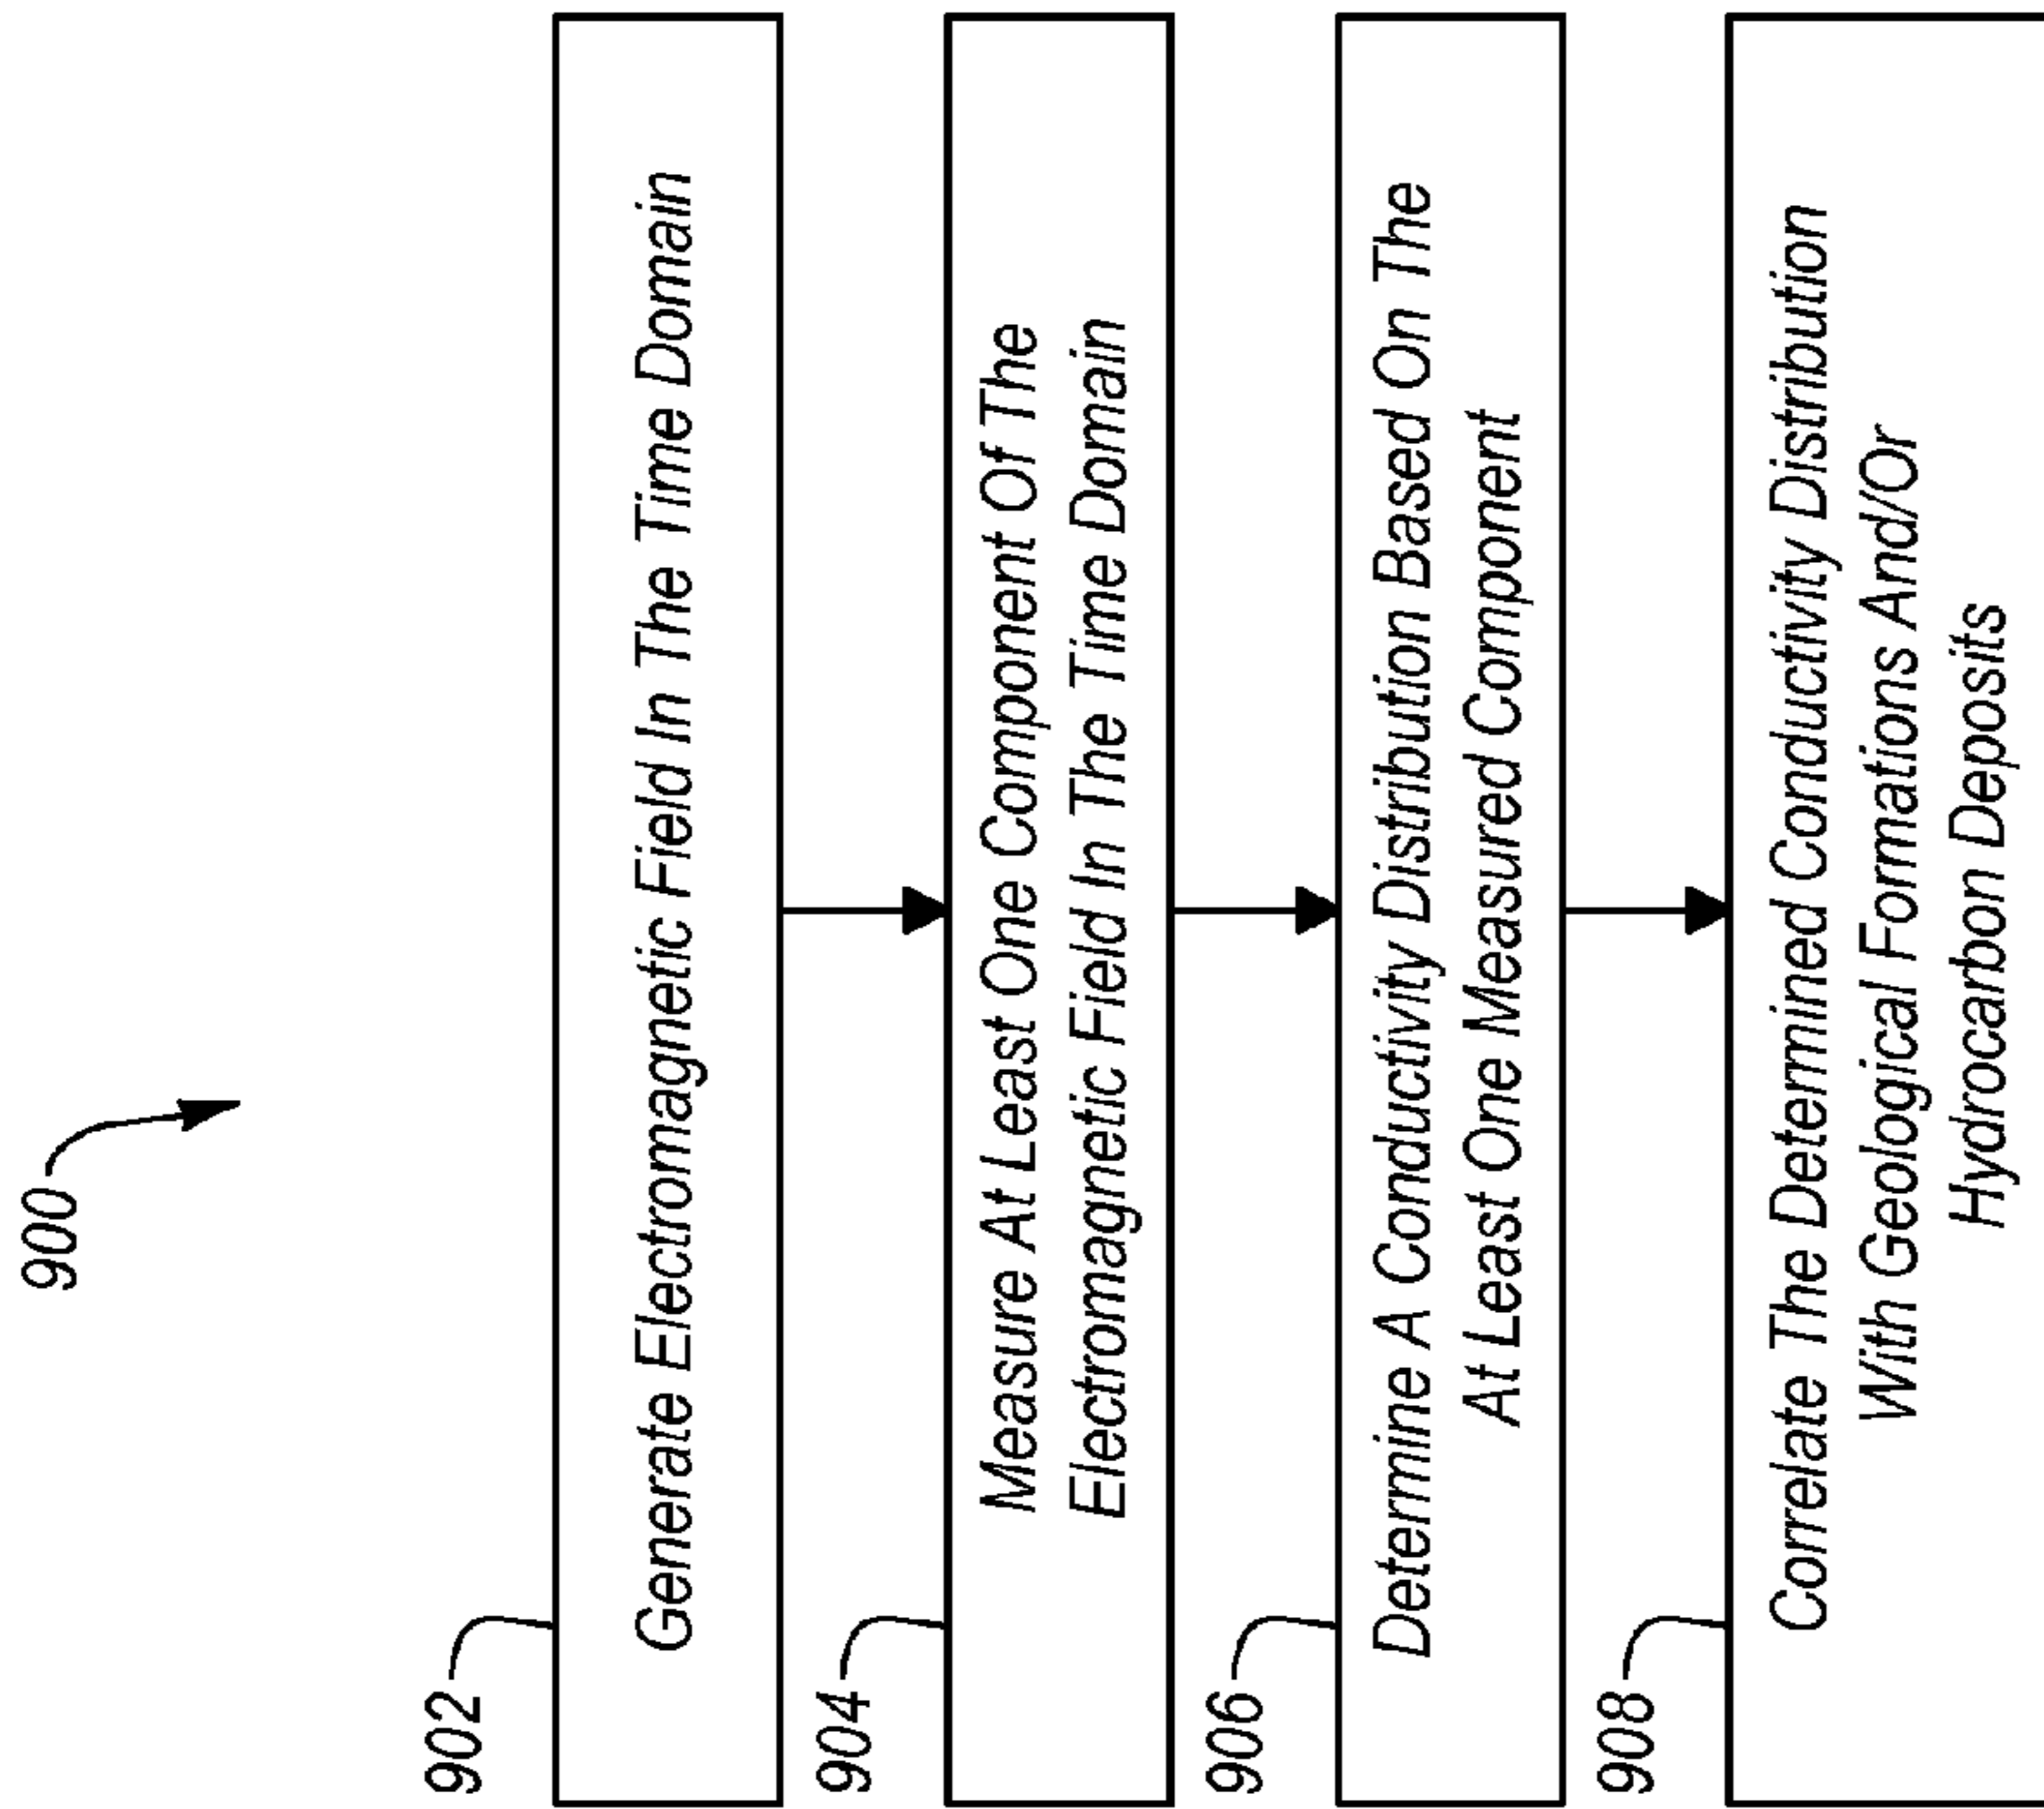 900
902
Generate Electromagnetic Field In The Time Domain
904
Measure At Least One Component Of The
Electromagnetic Field In The Time Domain
906
Determine A Conductivity Distribution Based On The
At Least One Measured Component
908
Correlate The Determined Conductivity Distribution
With Geological Formations And/Or
Hydrocarbon Deposits